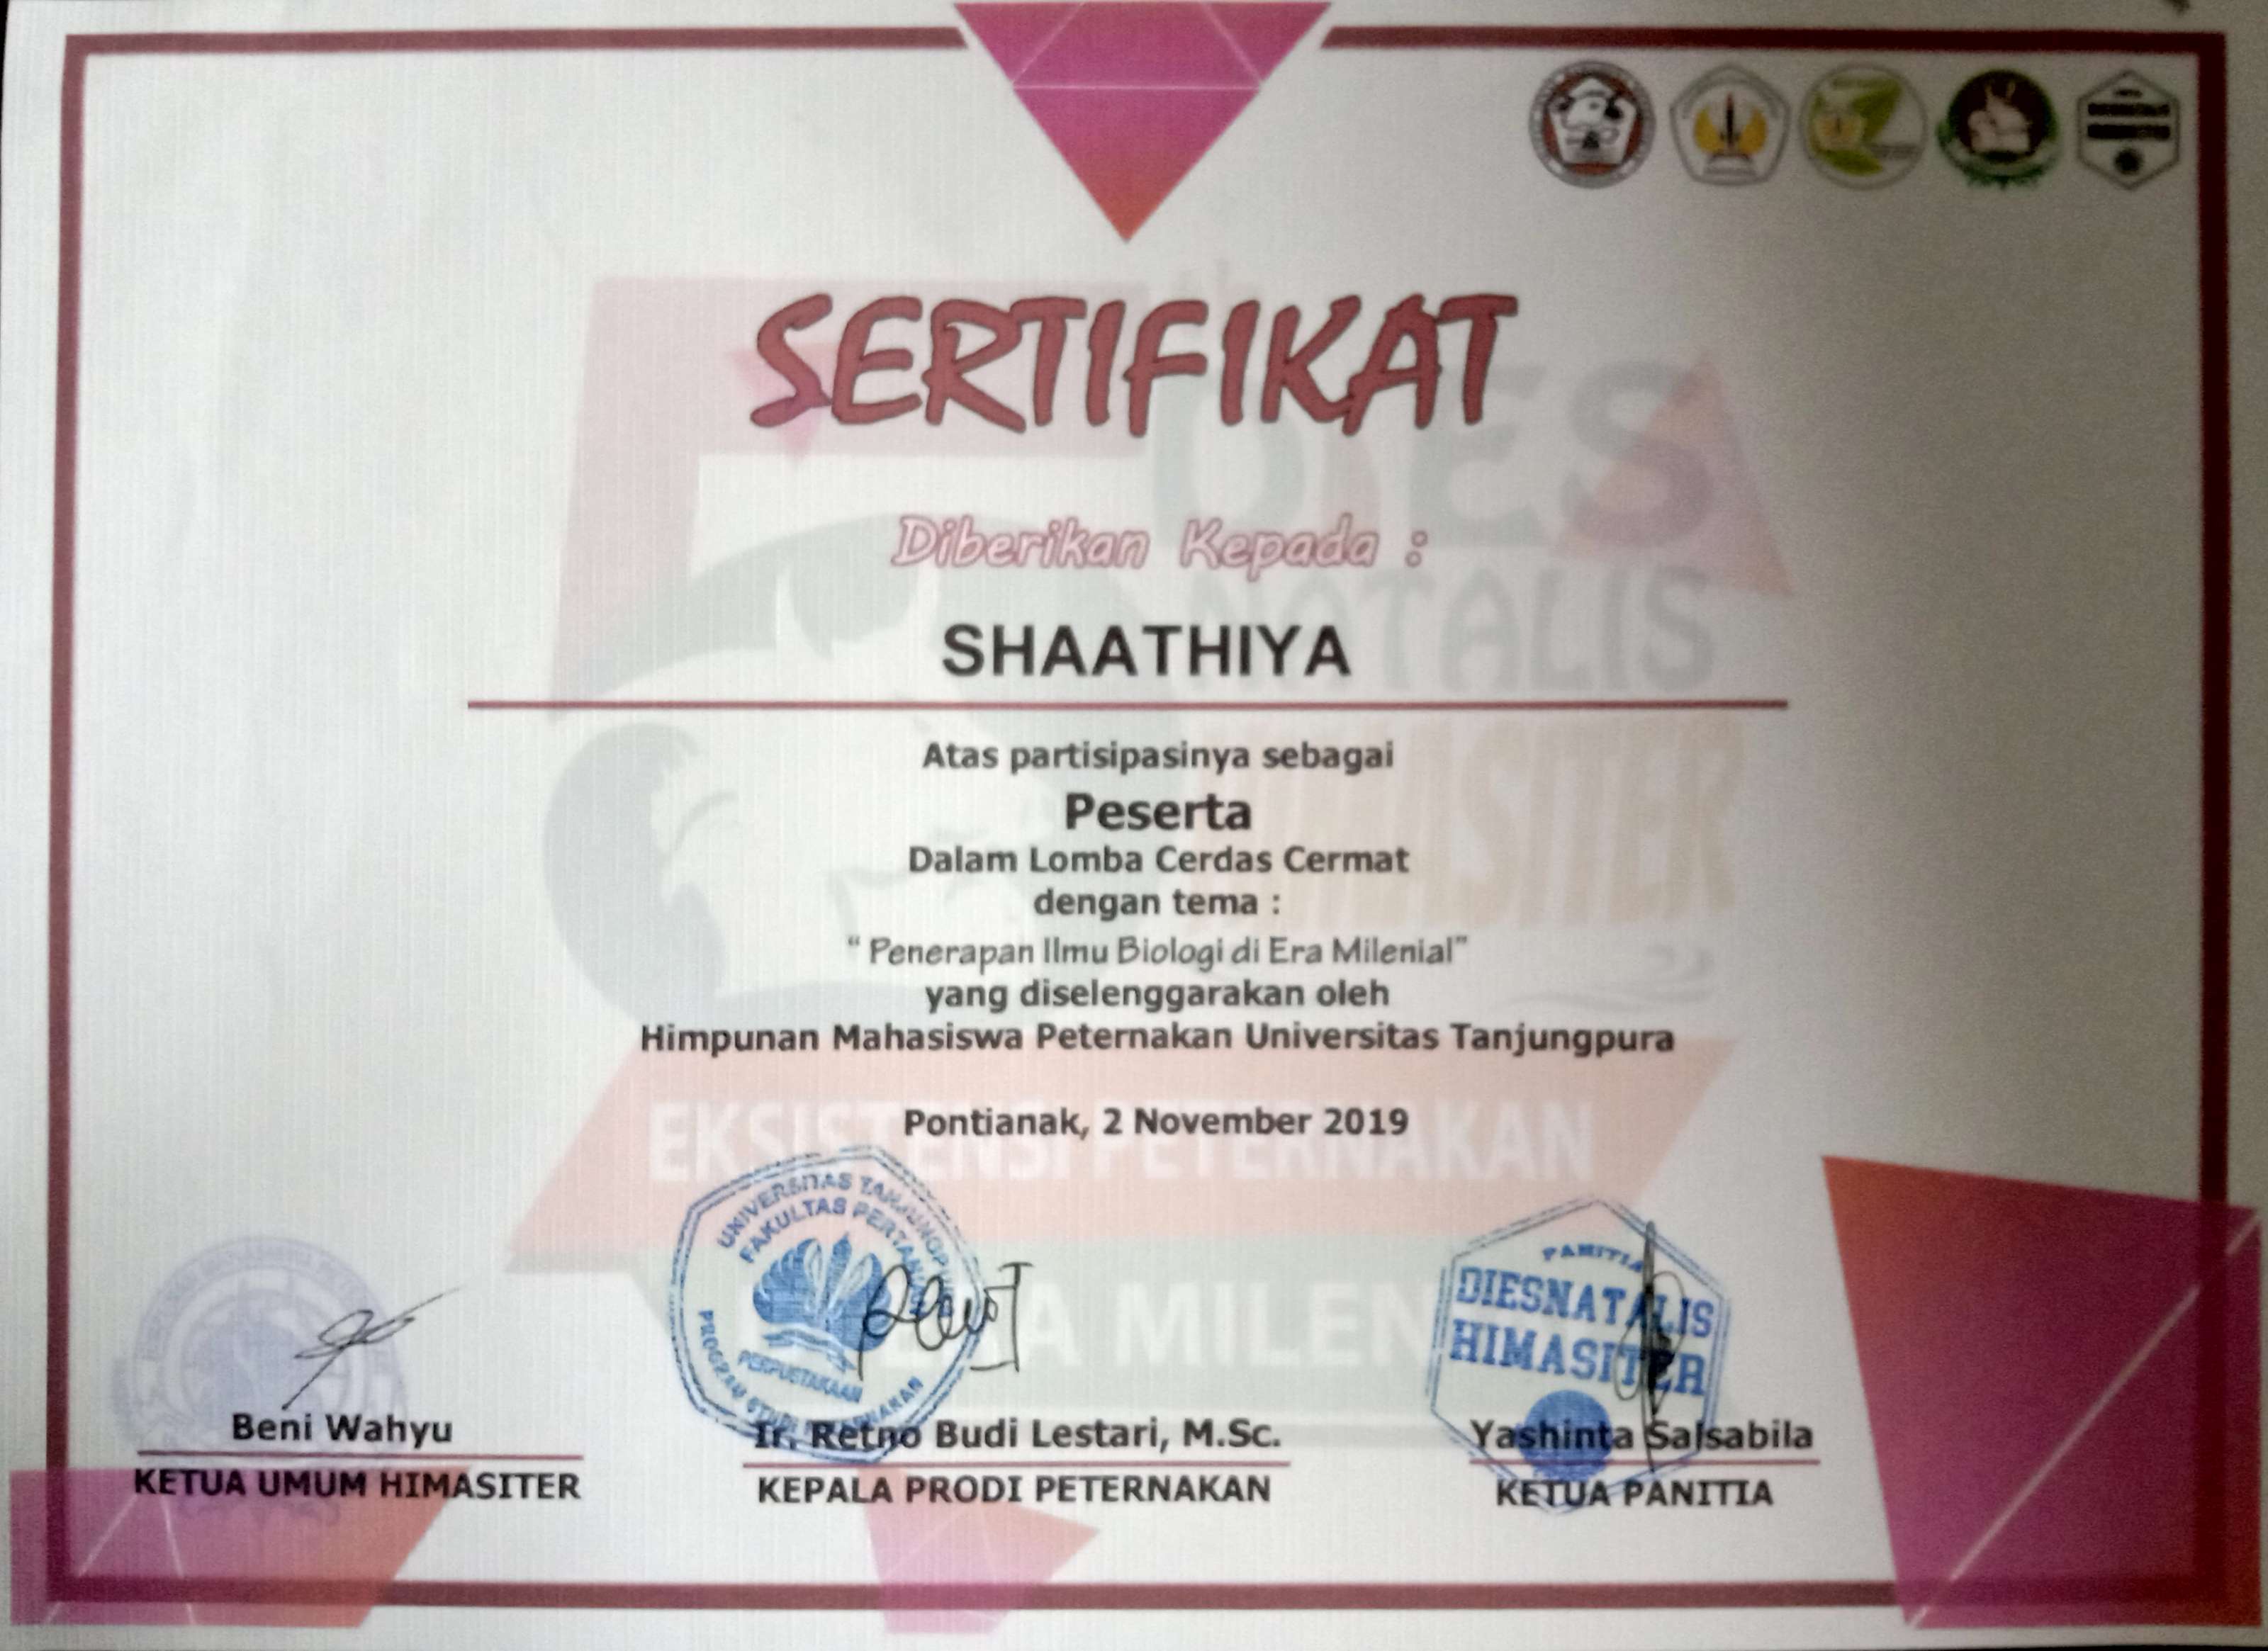 SERTIFIKAT
Diberikan Kepada :
SHAATHIYA
Atas partisipasinya sebagai
Peserta
Dalam Lomba Cerdas Cermat
dengan tema :
“ Penerapan Ilmu Biologi di Era Milenial”
yang diselenggarakan oleh
Himpunan Mahasiswa Peternakan Universitas Tanjungpura
Pontianak, 2 November 2019
DIES
NATALIS
HIMASITER
EKSISTENSI PETERNAKAN
UNIVERSITAS TANJUNGPURA
FAKULTAS PERTANIAN
PERPUSTAKAAN
PROGRAM STUDI PETERNAKAN
PANITIA
DIESNATALIS
HIMASITER
Beni Wahyu
KETUA UMUM HIMASITER
Ir. Retno Budi Lestari, M.Sc.
KEPALA PRODI PETERNAKAN
Yashinta Salsabila
KETUA PANITIA